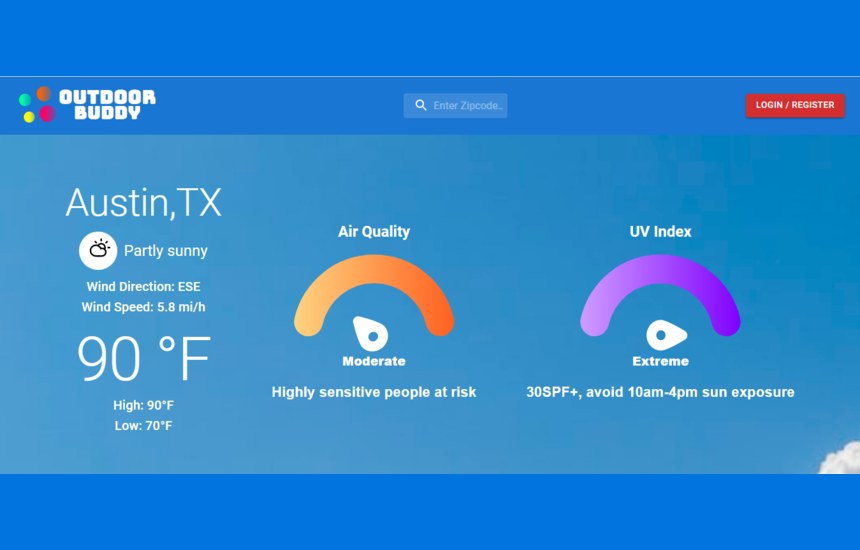 OUTDOOR
BUDDY
Enter Zipcode..
LOGIN / REGISTER
Austin,TX
Partly sunny
Wind Direction: ESE
Wind Speed: 5.8 mi/h
90 °F
High: 90°F
Low: 70°F
Air Quality
Moderate
Highly sensitive people at risk
UV Index
Extreme
30SPF+, avoid 10am-4pm sun exposure